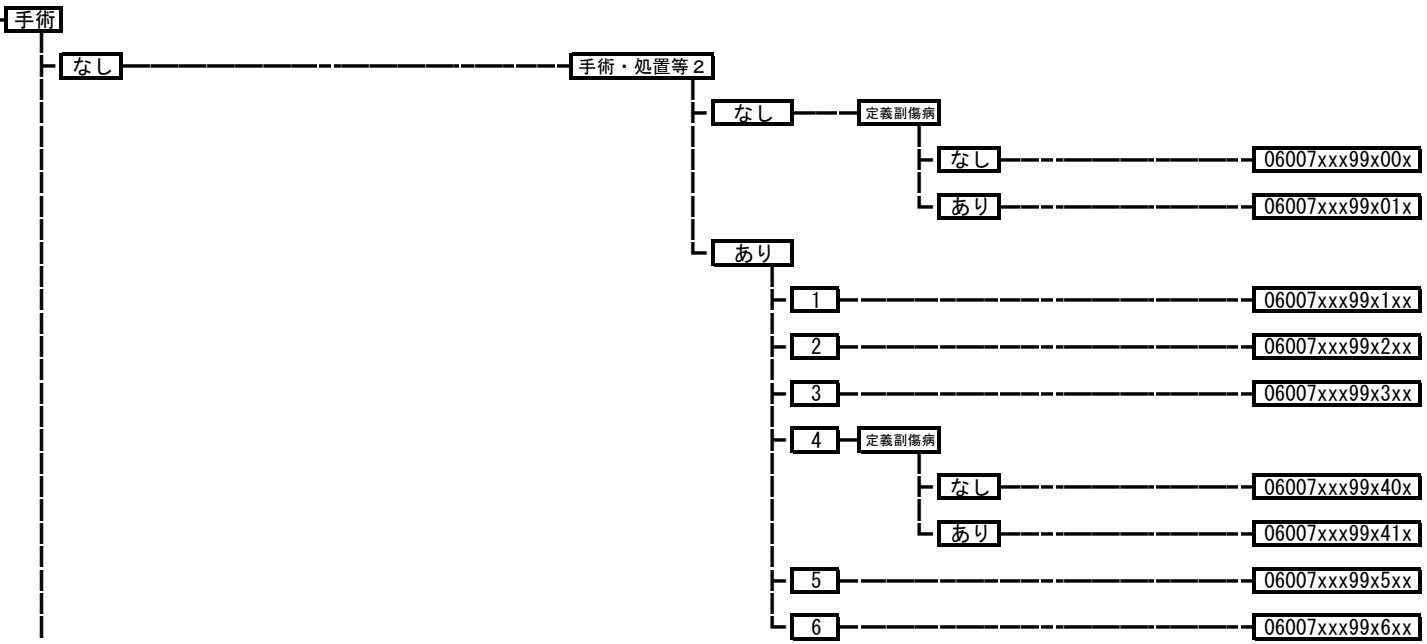 手術
なし 手術・処置等2
なし 定義副傷病
なし 06007xxx99x00x
あり 06007xxx99x01x
あり
1 06007xxx99x1xx
2 06007xxx99x2xx
3 06007xxx99x3xx
4 定義副傷病
なし 06007xxx99x40x
あり 06007xxx99x41x
5 06007xxx99x5xx
6 06007xxx99x6xx